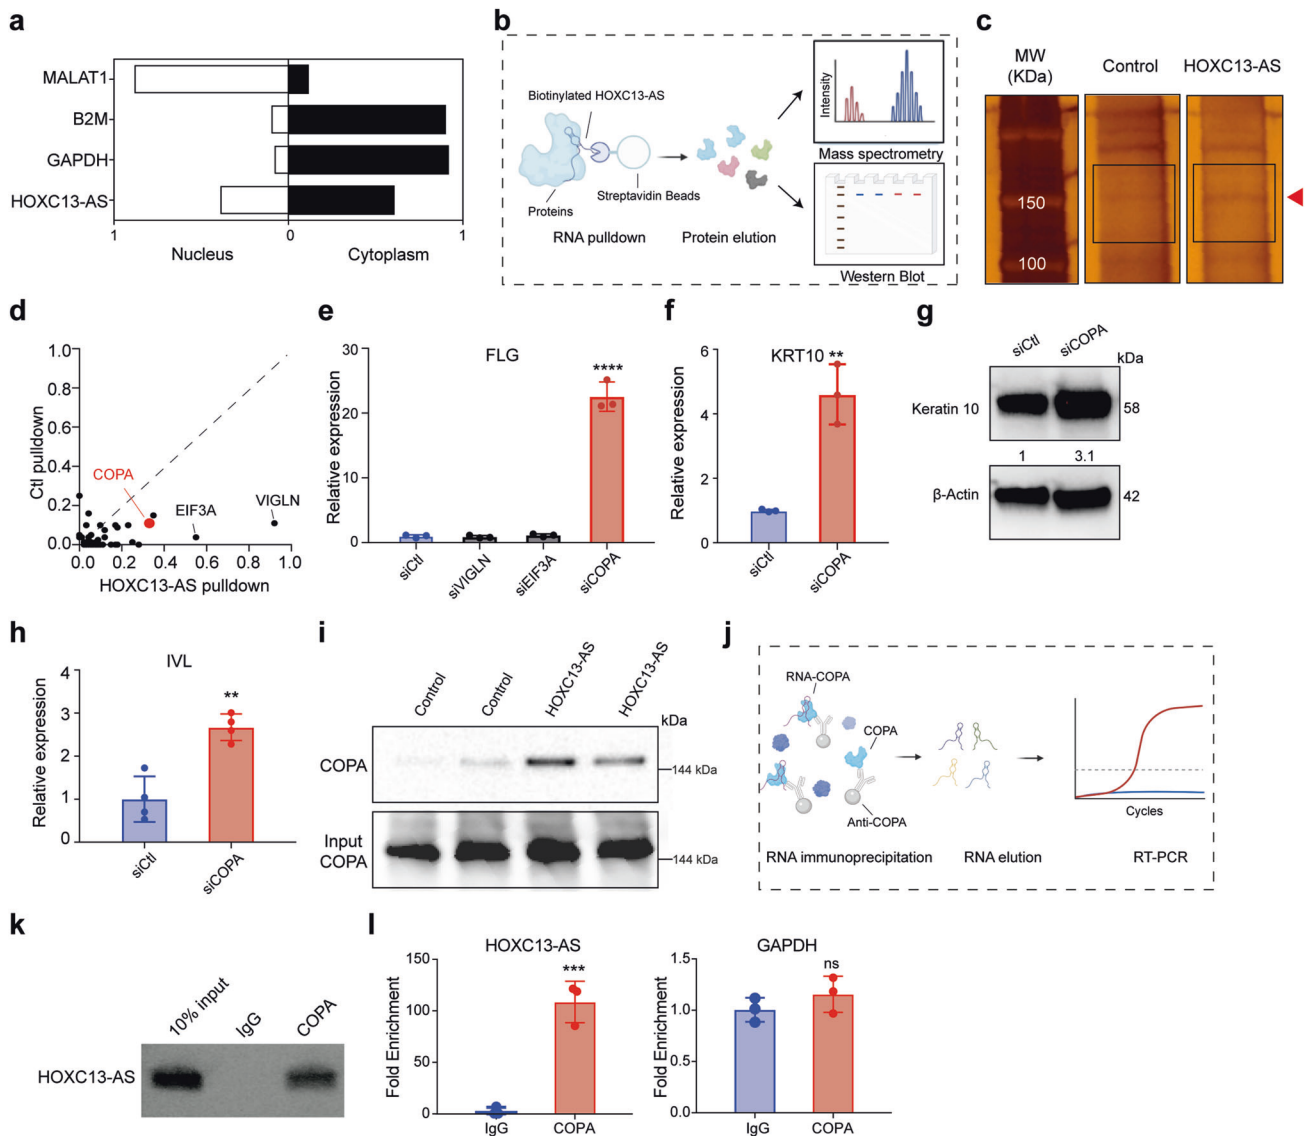 a
MALAT1
B2M
GAPDH
HOXC13-AS
1 0 1
Nucleus Cytoplasm
b
Biotinylated HOXC13-AS
Proteins
Streptavidin Beads
RNA pulldown
Protein elution
Intensity
Mass spectrometry
Western Blot
c
MW
(KDa)
Control
HOXC13-AS
150
100
d
Ctl pulldown
1.0
0.8
0.6
0.4
0.2
0.0
COPA
EIF3A
VIGLN
0.0 0.2 0.4 0.6 0.8 1.0
HOXC13-AS pulldown
e
FLG
Relative expression
30
20
10
0
****
siCtl
siVIGLN
siEIF3A
siCOPA
f
KRT10
**
Relative expression
6
4
2
0
siCtl
siCOPA
g
siCtl
siCOPA
kDa
Keratin 10
58
1 3.1
β-Actin
42
h
IVL
**
Relative expression
4
3
2
1
0
siCtl
siCOPA
i
Control
Control
HOXC13-AS
HOXC13-AS
kDa
COPA
144 kDa
Input
COPA
144 kDa
j
RNA-COPA
COPA
Anti-COPA
RNA immunoprecipitation
RNA elution
Cycles
RT-PCR
k
10% input
IgG
COPA
HOXC13-AS
l
HOXC13-AS
***
Fold Enrichment
150
100
50
0
IgG
COPA
GAPDH
ns
Fold Enrichment
1.5
1.0
0.5
0.0
IgG
COPA